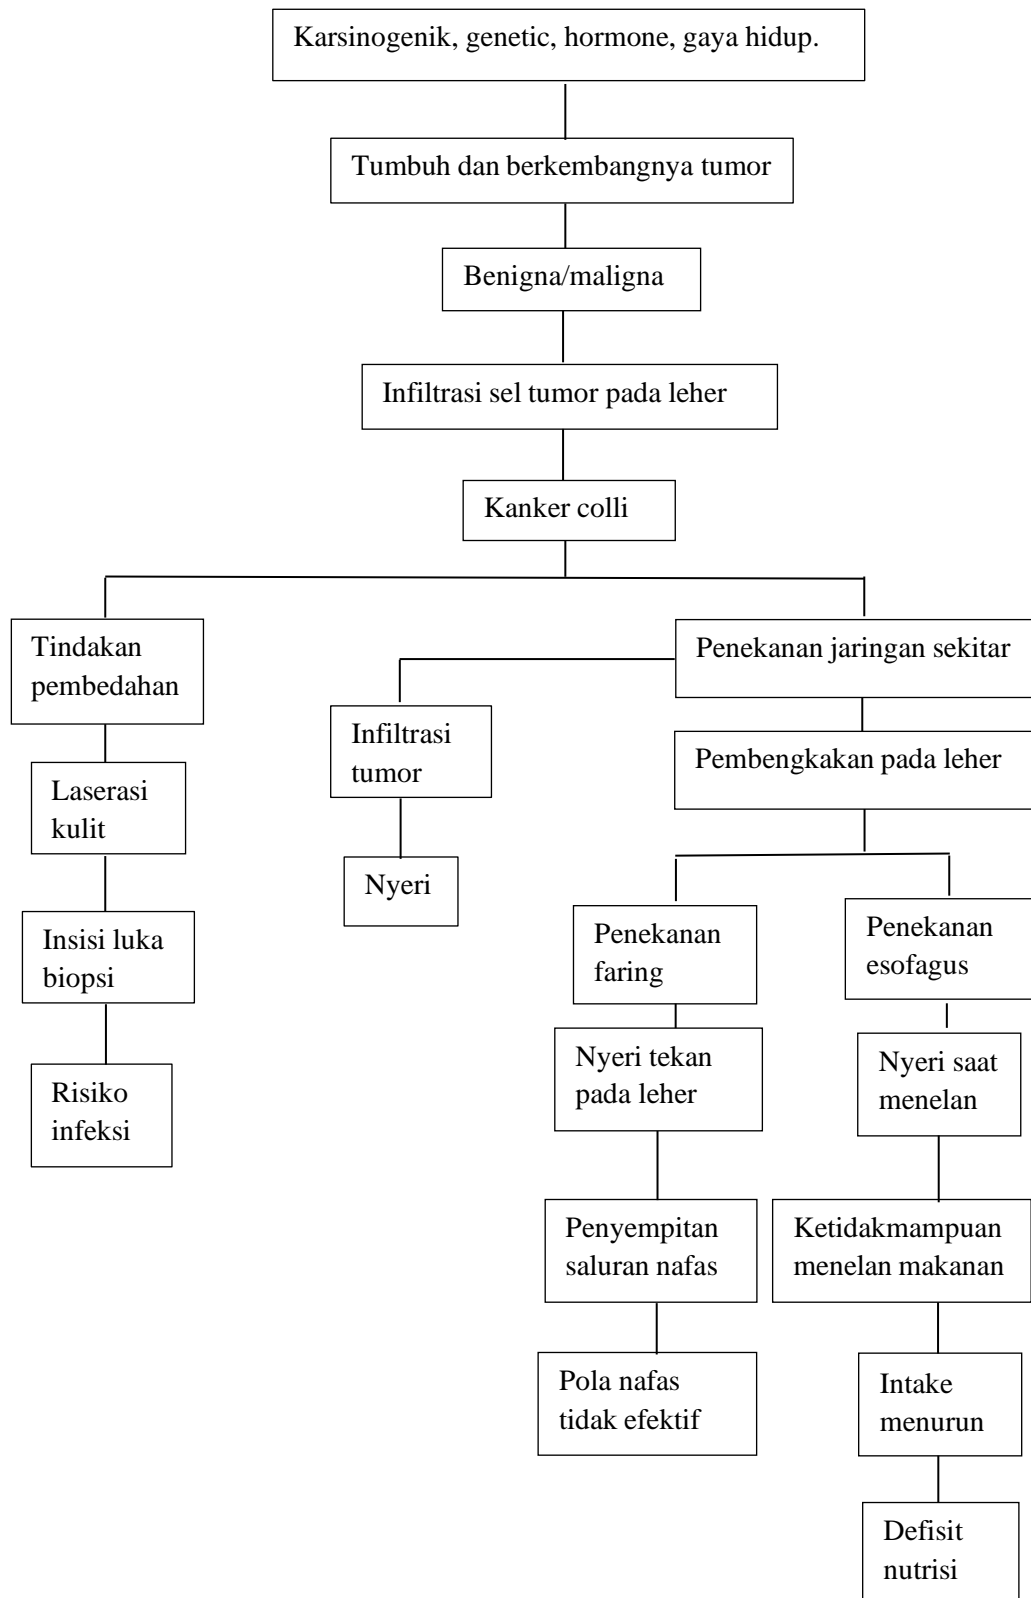 Karsinogenik, genetic, hormone, gaya hidup.
Tumbuh dan berkembangnya tumor
Benigna/maligna
Infiltrasi sel tumor pada leher
Kanker colli
Tindakan
pembedahan
Laserasi
kulit
Insisi luka
biopsi
Risiko
infeksi
Penekanan jaringan sekitar
Infiltrasi
tumor
Nyeri
Pembengkakan pada leher
Penekanan
faring
Nyeri tekan
pada leher
Penyempitan
saluran nafas
Pola nafas
tidak efektif
Penekanan
esofagus
Nyeri saat
menelan
Ketidakmampuan
menelan makanan
Intake
menurun
Defisit
nutrisi